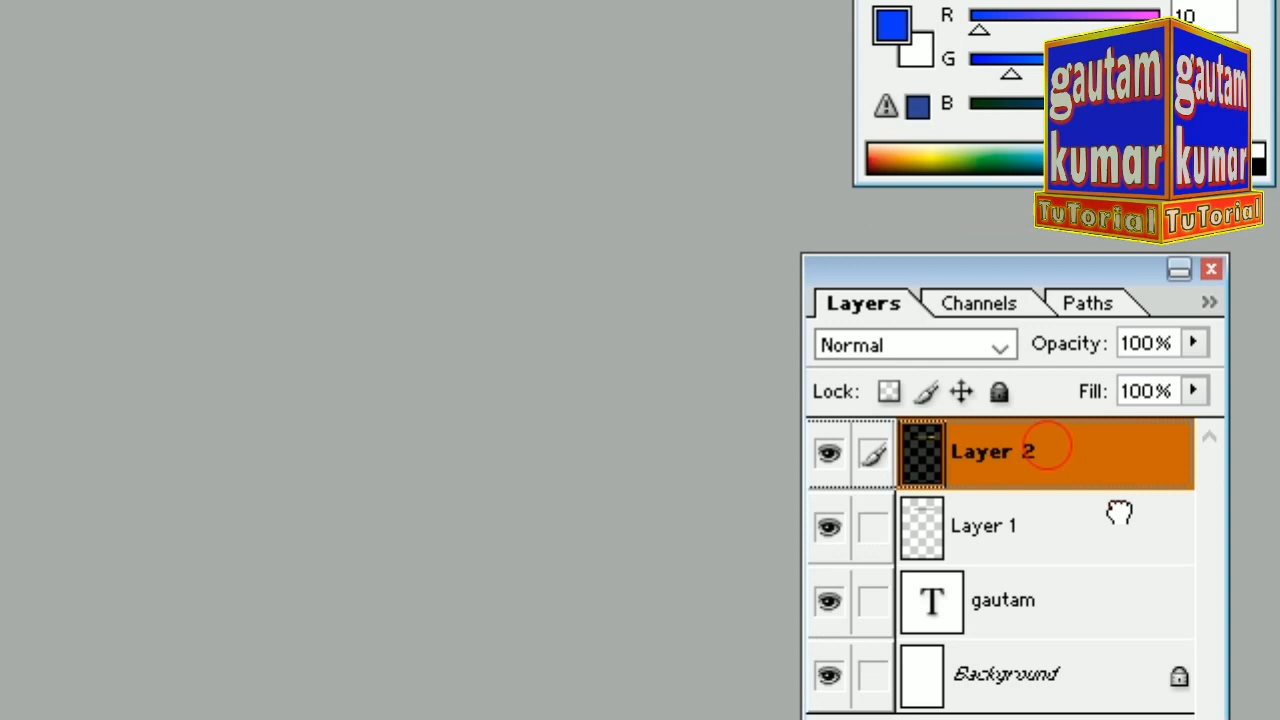 R
10
G
B
gautam gautam
kumar kumar
TuTorial TuTorial
Layers Channels Paths
Normal Opacity: 100%
Lock: Fill: 100%
Layer 2
Layer 1
T gautam
Background